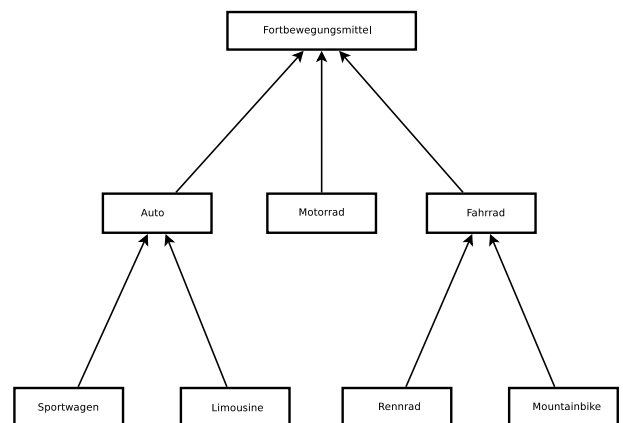 Fortbewegungsmittel
Auto
Motorrad
Fahrrad
Sportwagen
Limousine
Rennrad
Mountainbike